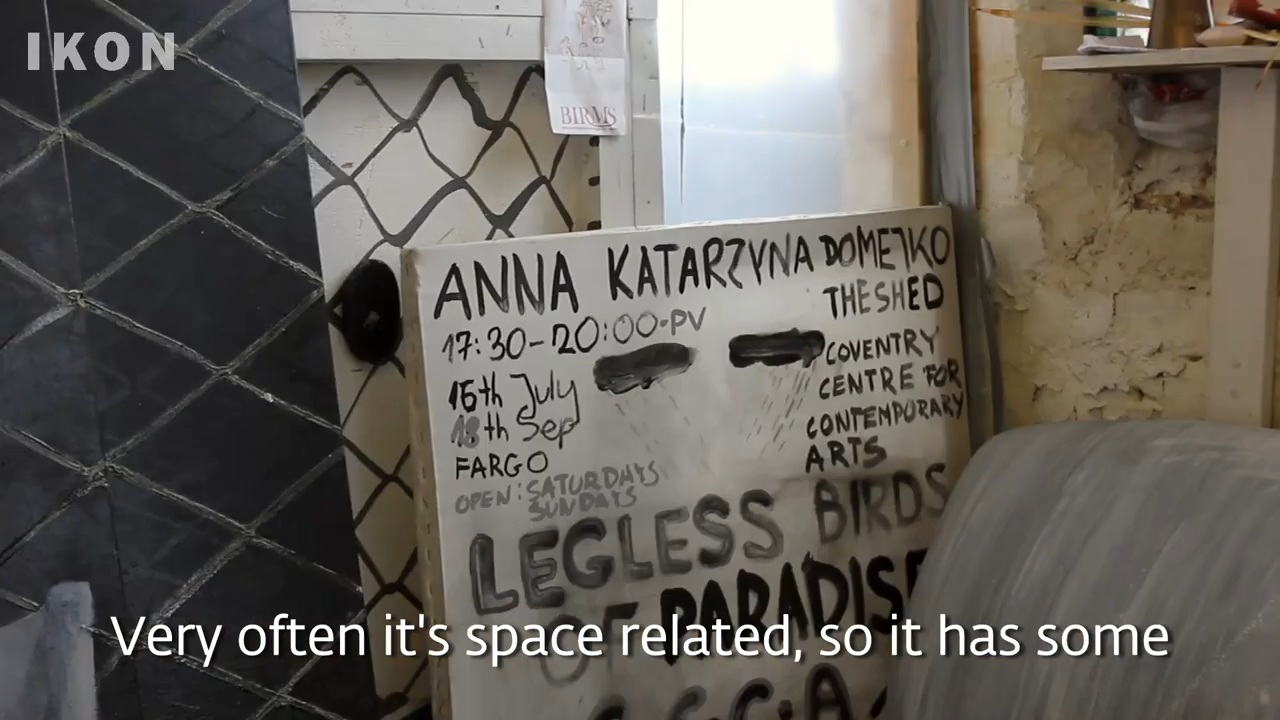 IKON
BIRMS
ANNA KATARZYNA DOMEJKO
THE SHED
17:30-20:00-PV
COVENTRY
CENTRE FOR
CONTEMPORARY
ARTS
15th July
18th Sep
FARGO
OPEN: SATURDAYS
SUNDAYS
LEGLESS BIRDS
OF PARADISE
C.C.C.A.
Very often it's space related, so it has some